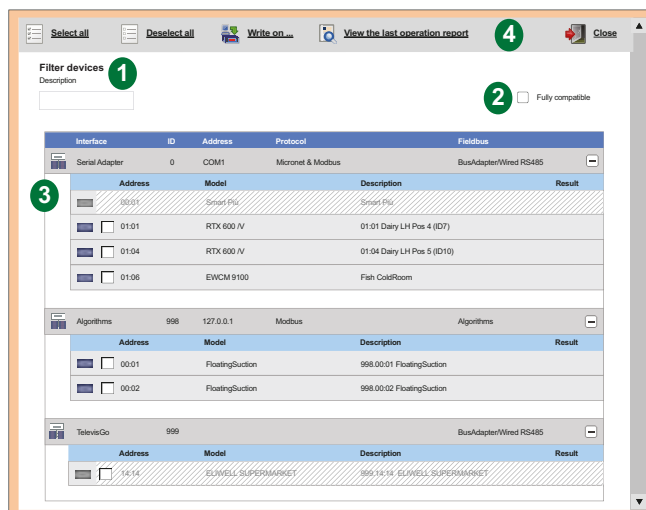 Select all Deselect all Write on ... View the last operation report 4 Close
Filter devices 1
Description
2 Fully compatible
Interface ID Address Protocol Fieldbus
Serial Adapter 0 COM1 Micronet & Modbus BusAdapter/Wired RS485
Address Model Description Result
3 00:01 Smart Più Smart Più
01:01 RTX 600 /V 01:01 Dairy LH Pos 4 (ID7)
01:04 RTX 600 /V 01:04 Dairy LH Pos 5 (ID10)
01:06 EWCM 9100 Fish ColdRoom
Algorithms 998 127.0.0.1 Modbus Algorithms
Address Model Description Result
00:01 FloatingSuction 998.00:01 FloatingSuction
00:02 FloatingSuction 998.00:02 FloatingSuction
TelevisGo 999 BusAdapter/Wired RS485
Address Model Description Result
14:14 ELIWELL SUPERMARKET 999.14:14 ELIWELL SUPERMARKET